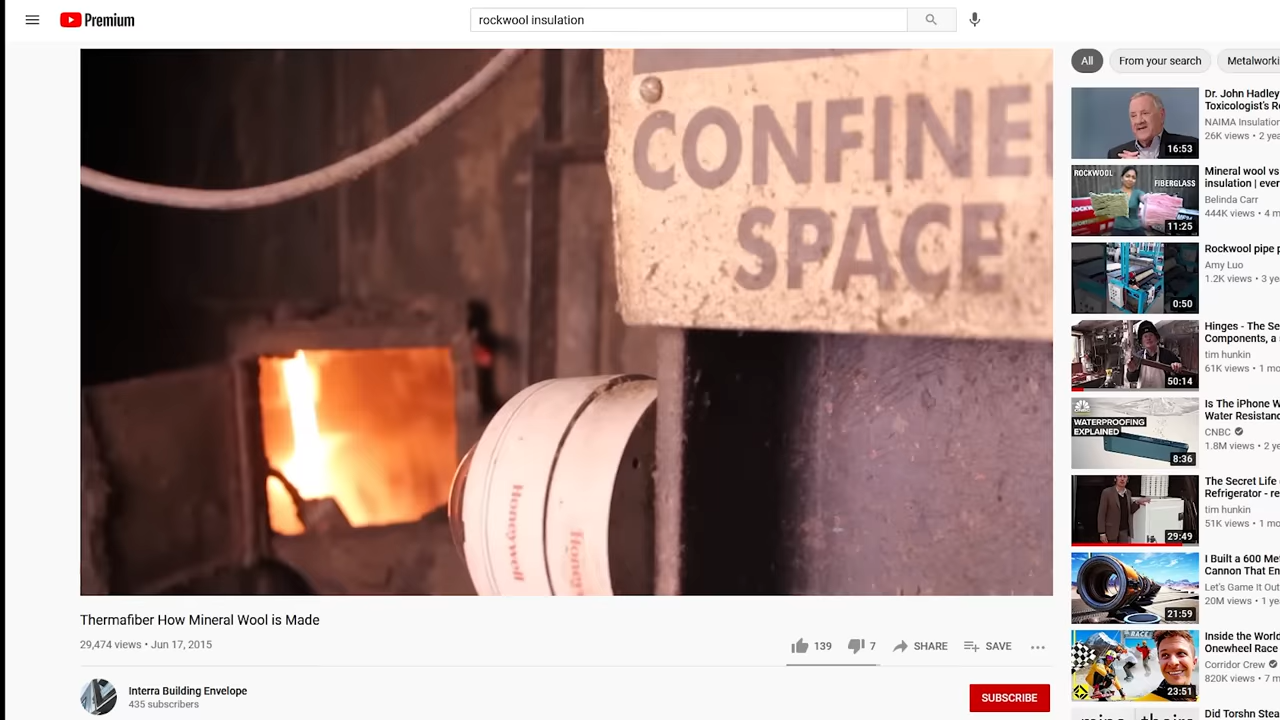 Premium
rockwool insulation
CONFINE
SPACE
Honeywell
Thermafiber How Mineral Wool is Made
29,474 views • Jun 17, 2015
139
7
SHARE
SAVE
Interra Building Envelope
435 subscribers
SUBSCRIBE
All
From your search
Metalworki
16:53
Dr. John Hadley
Toxicologist's R
NAIMA Insulation
26K views • 2 yea
ROCKWOOL
FIBERGLASS
11:25
Mineral wool vs
insulation | ever
Belinda Carr
444K views • 4 m
0:50
Rockwool pipe p
Amy Luo
1.2K views • 3 ye
50:14
Hinges - The Se
Components, a
tim hunkin
61K views • 1 mo
WATERPROOFING
EXPLAINED
8:36
Is The iPhone W
Water Resistanc
CNBC
1.8M views • 2 ye
29:49
The Secret Life
Refrigerator - re
tim hunkin
51K views • 1 mo
21:59
I Built a 600 Me
Cannon That En
Let's Game It Out
20M views • 1 yea
RACE
23:51
Inside the World
Onewheel Race
Corridor Crew
820K views • 7 m
Did Torshn Stea